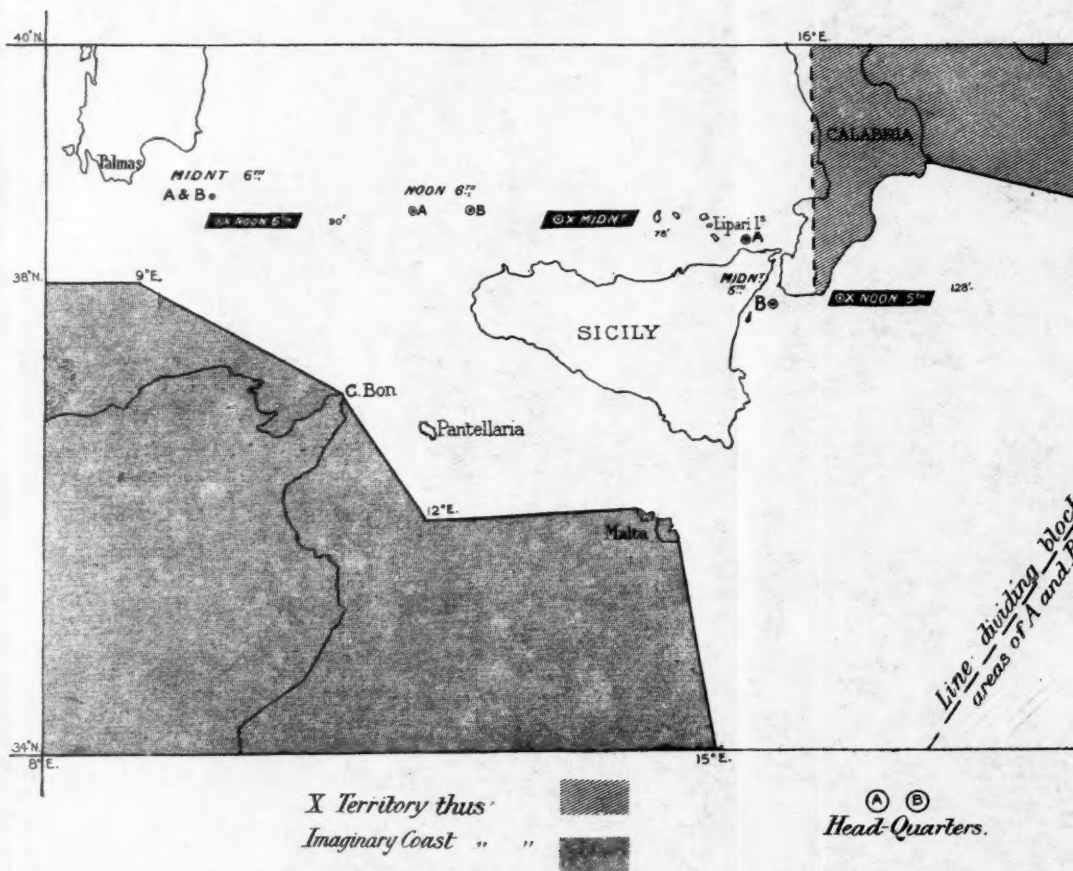 40°N.
16°E.
CALABRIA
Palmas
MIDNT 6TH
A & B
NOON 6TH
A B
X NOON 6TH
90'
X MIDNT
78'
Lipari Is
A
38°N.
9°E.
MIDNT
5TH
B
X NOON 5TH
128'
SICILY
C. Bon
Pantellaria
12°E.
Malta
Line dividing block
areas of A and B
34°N.
8°E.
15°E.
X Territory thus
Imaginary Coast " "
A B
Head-Quarters.